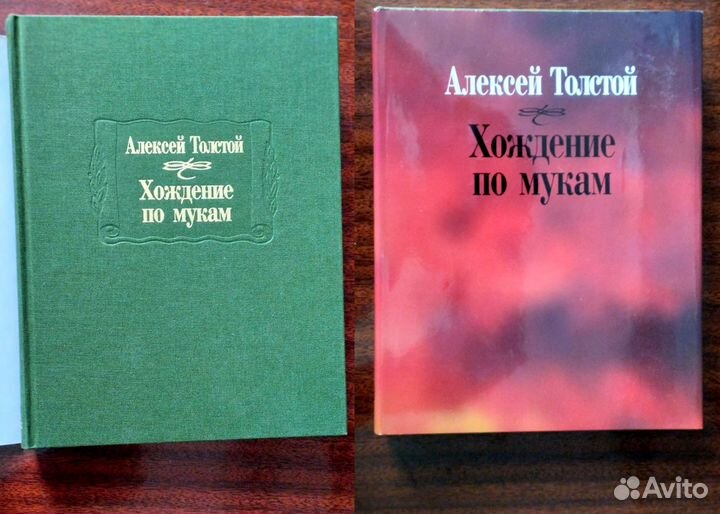 Алексей Толстой
Хождение
по мукам
Алексей Толстой
Хождение
по мукам
Avito